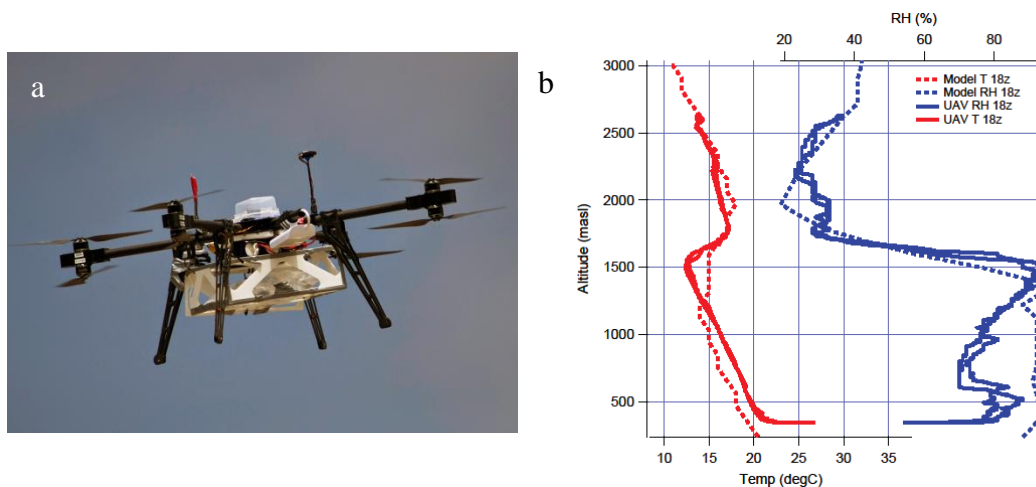 a
b
RH (%)
20 40 60 80
3000
2500
2000
1500
1000
500
Altitude (masl)
Model T 18z
Model RH 18z
UAV RH 18z
UAV T 18z
10 15 20 25 30 35
Temp (degC)